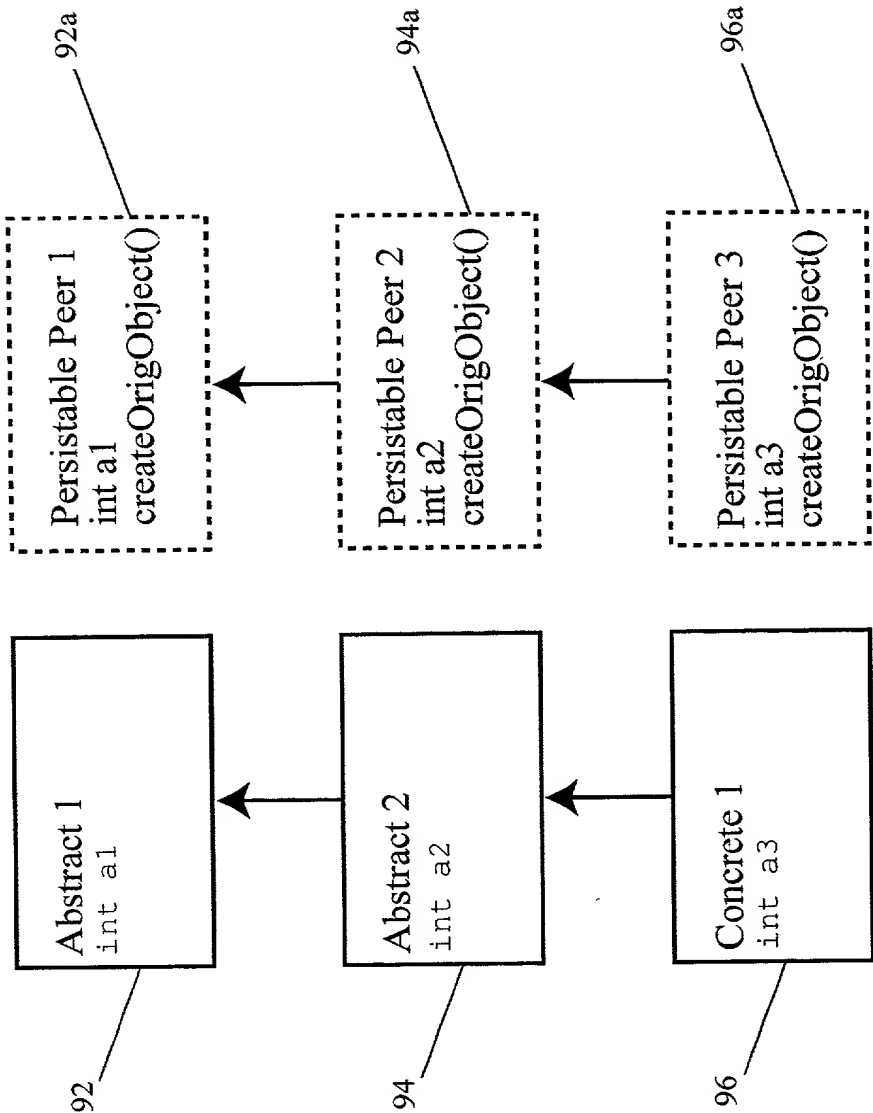 92
Abstract 1
int a1
Persistable Peer 1
int a1
createOrigObject()
92a
94
Abstract 2
int a2
Persistable Peer 2
int a2
createOrigObject()
94a
96
Concrete 1
int a3
Persistable Peer 3
int a3
createOrigObject()
96a